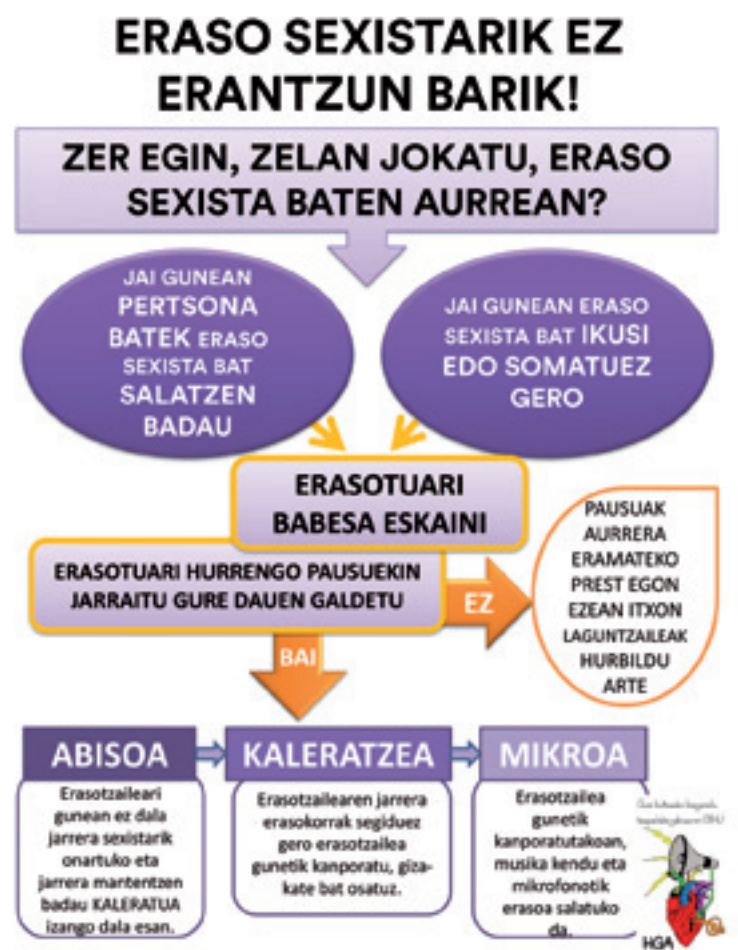 ERASO SEXISTARIK EZ
ERANTZUN BARIK!
ZER EGIN, ZELAN JOKATU, ERASO
SEXISTA BATEN AURREAN?
JAI GUNEAN
PERTSONA
BATEK ERASO
SEXISTA BAT
SALATZEN
BADAU
JAI GUNEAN ERASO
SEXISTA BAT IKUSI
EDO SOMATUEZ
GERO
ERASOTUARI
BABESA ESKAINI
ERASOTUARI HURRENGO PAUSUEKIN
JARRAITU GURE DAUEN GALDETU
EZ
PAUSUAK
AURRERA
ERAMATEKO
PREST EGON
EZEAN ITXON
LAGUNTZAILEAK
HURBILDU
ARTE
BAI
ABISOA
Erasotzaileari
gunean ez dala
jarrera sexistarik
onartuko eta
jarrera mantentzen
badau KALERATUA
izango dala esan.
KALERATZEA
Erasotzailearen jarrera
erasokorrak segiduez
gero erasotzailea
gunetik kanporatu, giza-
kate bat osatuz.
MIKROA
Erasotzailea
gunetik
kanporatutakoan,
musika kendu eta
mikrofonotik
erasoa salatuko
da.
HGA